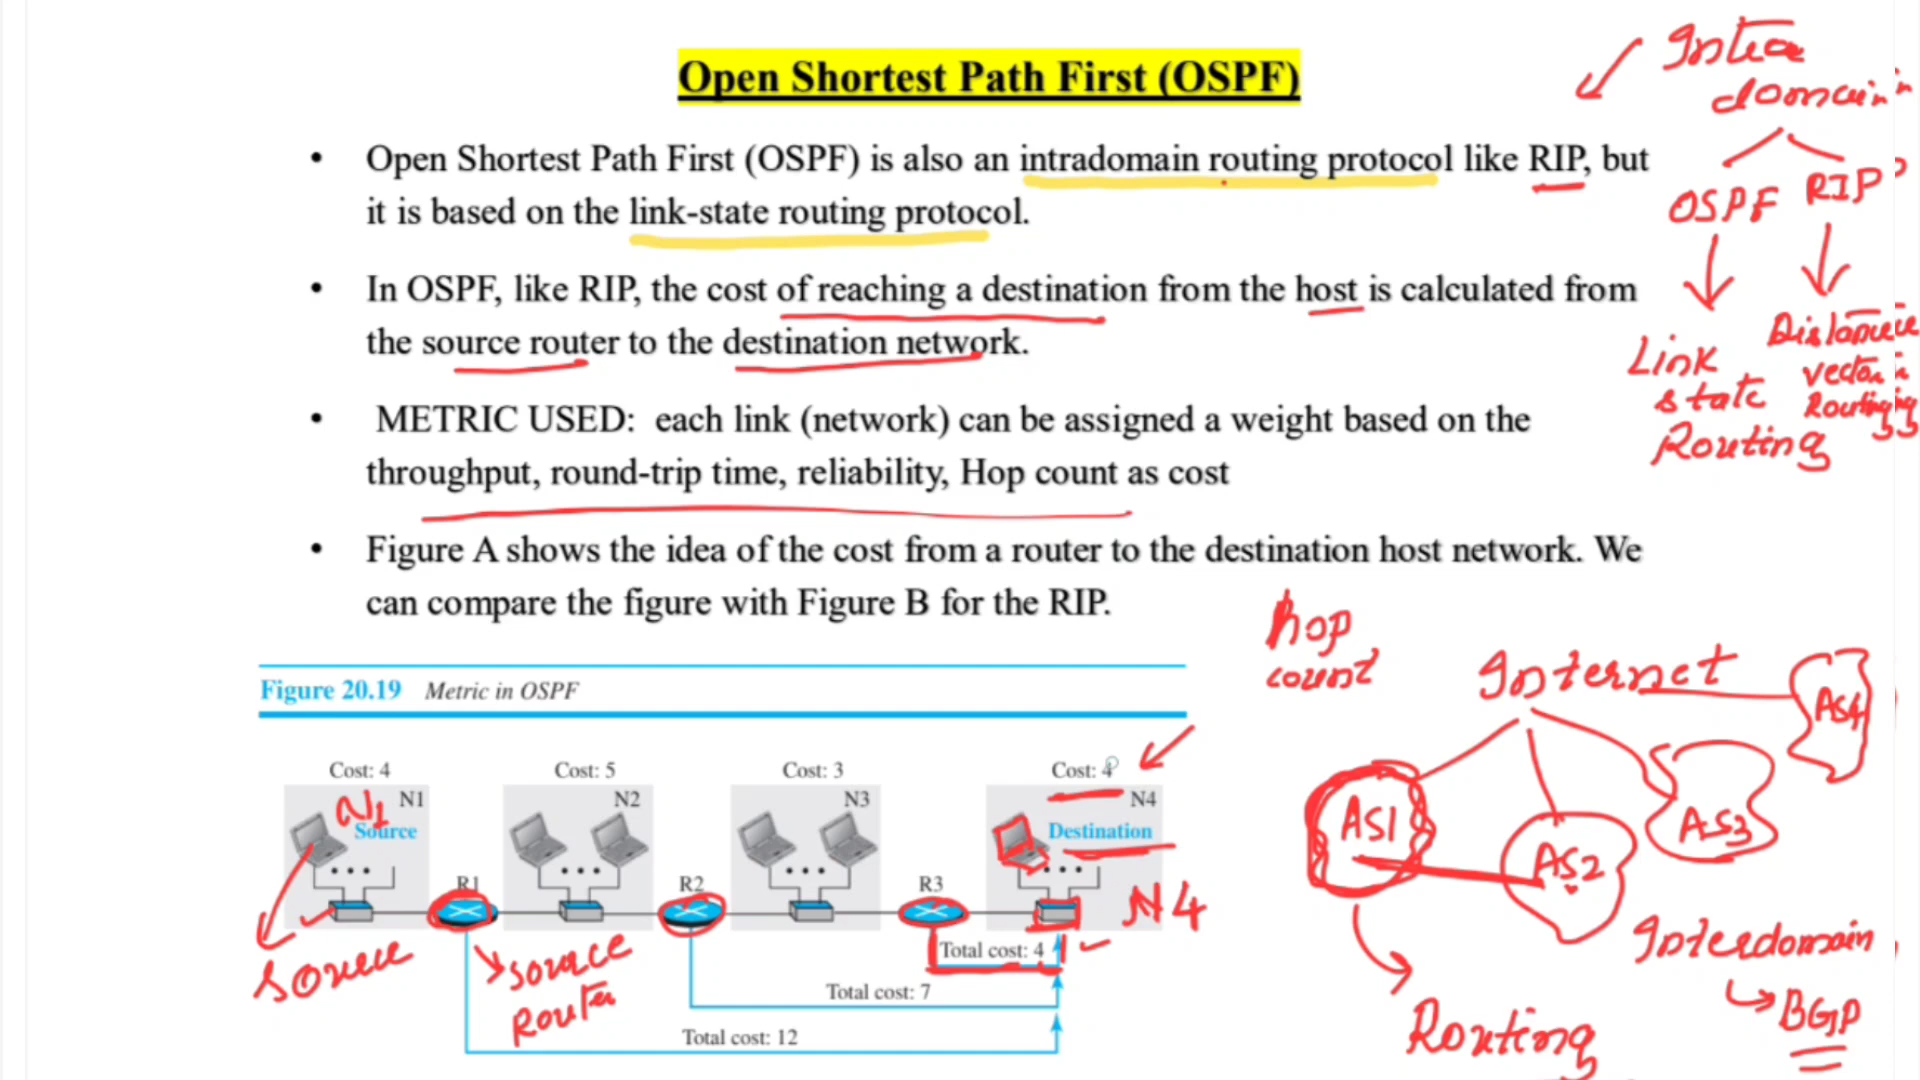 Open Shortest Path First (OSPF)
• Open Shortest Path First (OSPF) is also an intradomain routing protocol like RIP, but
it is based on the link-state routing protocol.
• In OSPF, like RIP, the cost of reaching a destination from the host is calculated from
the source router to the destination network.
• METRIC USED: each link (network) can be assigned a weight based on the
throughput, round-trip time, reliability, Hop count as cost
• Figure A shows the idea of the cost from a router to the destination host network. We
can compare the figure with Figure B for the RIP.
Intra
domain
OSPF RIP
Link
state
Routing
Distance
vector
Routing
Figure 20.19 Metric in OSPF
Cost: 4 Cost: 5 Cost: 3 Cost: 4
N1 N2 N3 N4
N1
Source
Destination
R1 R2 R3
N4
Total cost: 4
Total cost: 7
Total cost: 12
source
source
Router
hop
count
Internet
AS1
AS2
AS3
AS4
Routing
Interdomain
BGP